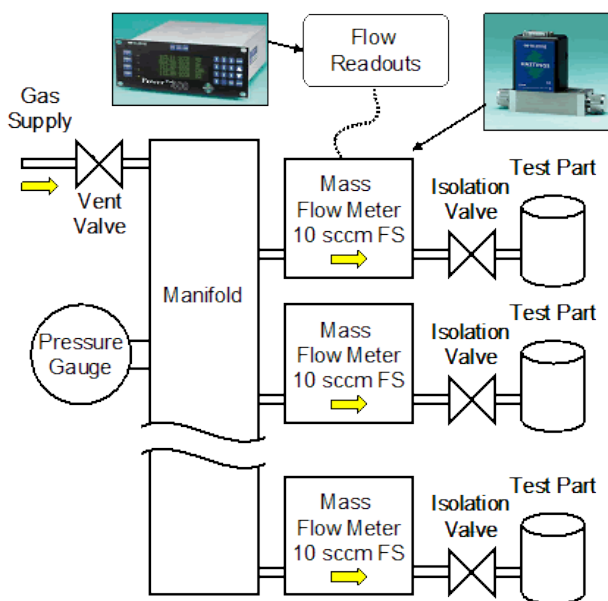 Flow
Readouts
Power
Gas
Supply
Vent
Valve
Mass
Flow Meter
10 sccm FS
Isolation
Valve
Test Part
Manifold
Pressure
Gauge
Mass
Flow Meter
10 sccm FS
Isolation
Valve
Test Part
Mass
Flow Meter
10 sccm FS
Isolation
Valve
Test Part